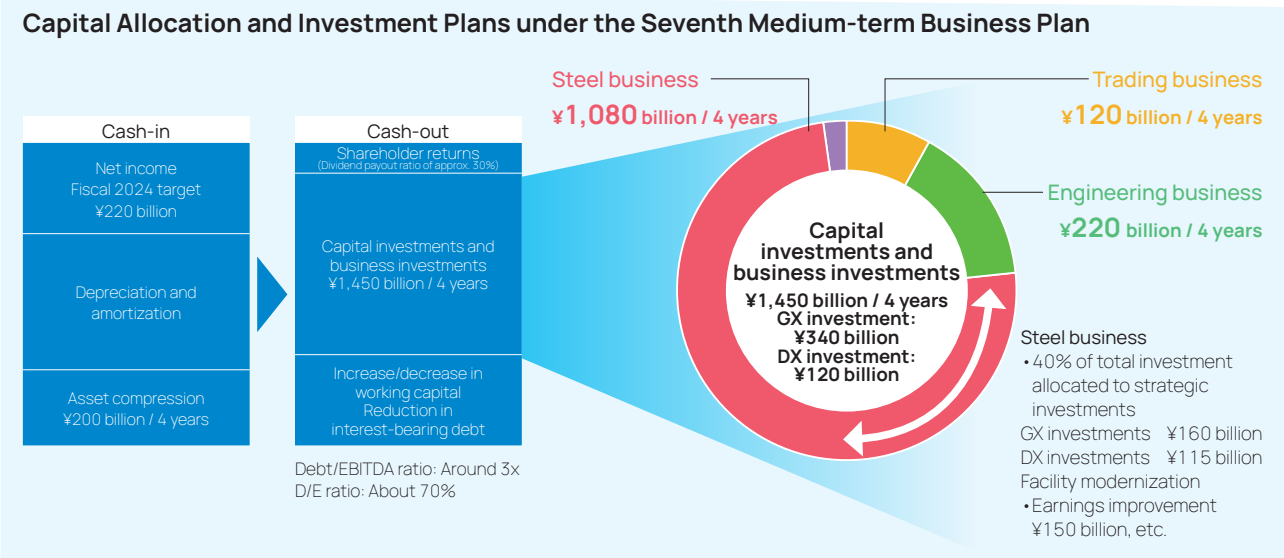 Capital Allocation and Investment Plans under the Seventh Medium-term Business Plan
Cash-in
Net income
Fiscal 2024 target
¥220 billion
Depreciation and
amortization
Asset compression
¥200 billion / 4 years
Cash-out
Shareholder returns
(Dividend payout ratio of approx. 30%)
Capital investments and
business investments
¥1,450 billion / 4 years
Increase/decrease in
working capital
Reduction in
interest-bearing debt
Debt/EBITDA ratio: Around 3x
D/E ratio: About 70%
Steel business
¥1,080 billion / 4 years
Trading business
¥120 billion / 4 years
Engineering business
¥220 billion / 4 years
Capital
investments and
business investments
¥1,450 billion / 4 years
GX investment:
¥340 billion
DX investment:
¥120 billion
Steel business
•40% of total investment
allocated to strategic
investments
GX investments ¥160 billion
DX investments ¥115 billion
Facility modernization
•Earnings improvement
¥150 billion, etc.